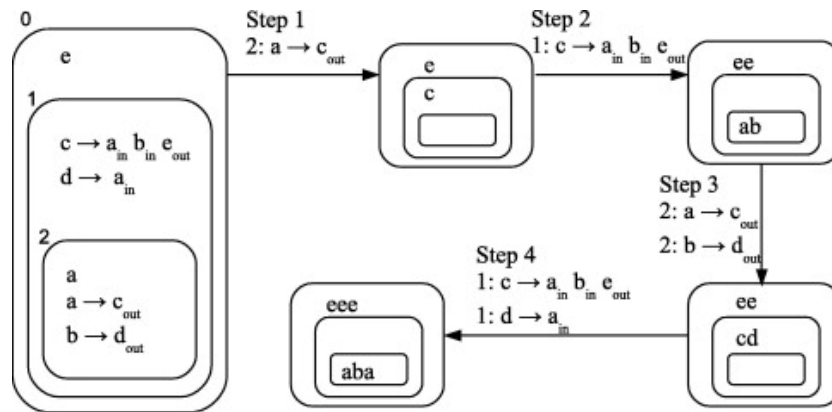 0
e
1
c → a_in b_in e_out
d → a_in
2
a
a → c_out
b → d_out
Step 1
2: a → c_out
e
c
Step 2
1: c → a_in b_in e_out
ee
ab
Step 3
2: a → c_out
2: b → d_out
ee
cd
Step 4
1: c → a_in b_in e_out
1: d → a_in
eee
aba